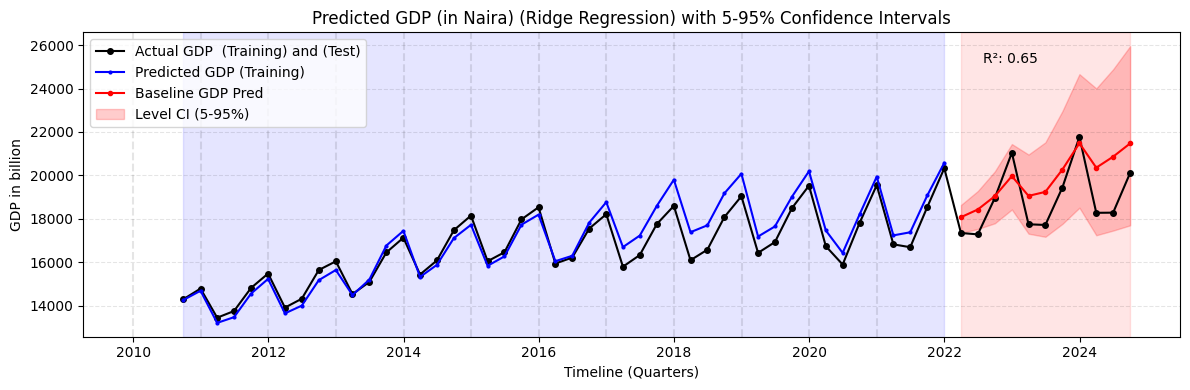 Predicted GDP (in Naira) (Ridge Regression) with 5-95% Confidence Intervals
26000
24000
22000
20000
18000
16000
14000
GDP in billion
Actual GDP  (Training) and (Test)
Predicted GDP (Training)
Baseline GDP Pred
Level CI (5-95%)
R²: 0.65
2010 2012 2014 2016 2018 2020 2022 2024
Timeline (Quarters)